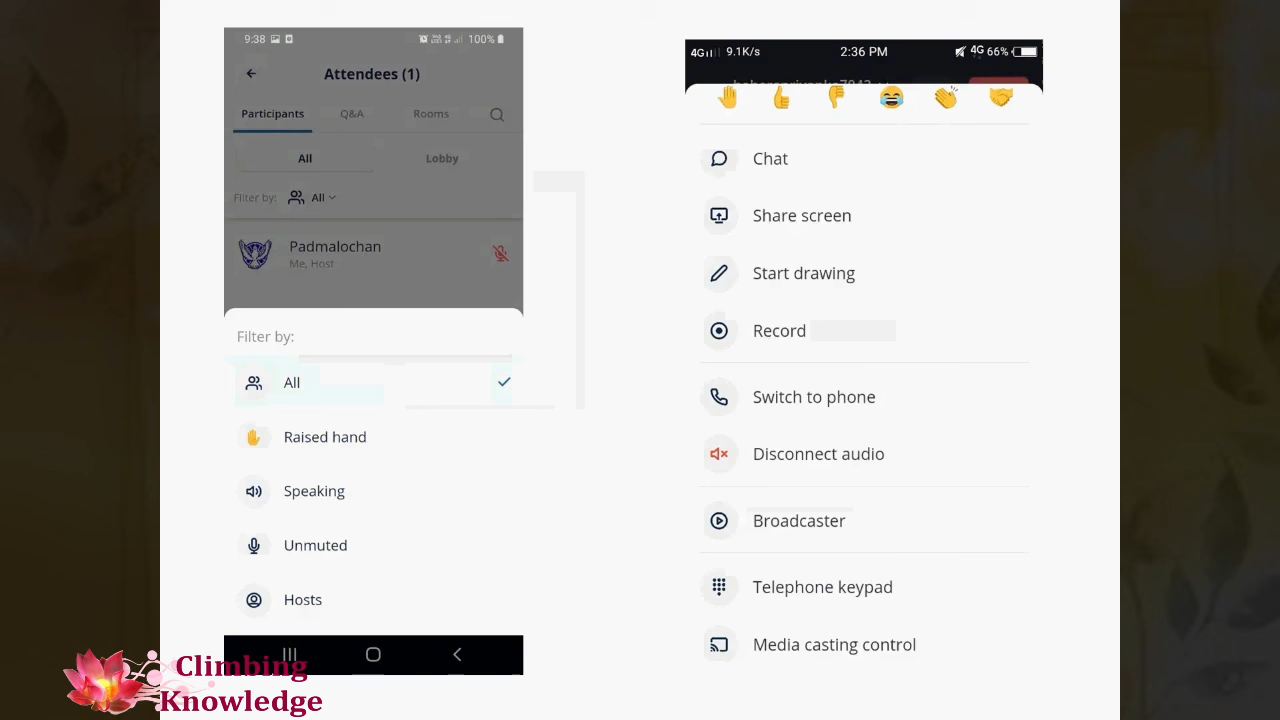 9:38
100%
Attendees (1)
Participants
Q&A
Rooms
All
Lobby
Filter by:
All
Padmalochan
Me, Host
Filter by:
All
Raised hand
Speaking
Unmuted
Hosts
4G
9.1K/s
2:36 PM
4G 66%
Chat
Share screen
Start drawing
Record
Switch to phone
Disconnect audio
Broadcaster
Telephone keypad
Media casting control
Climbing
Knowledge